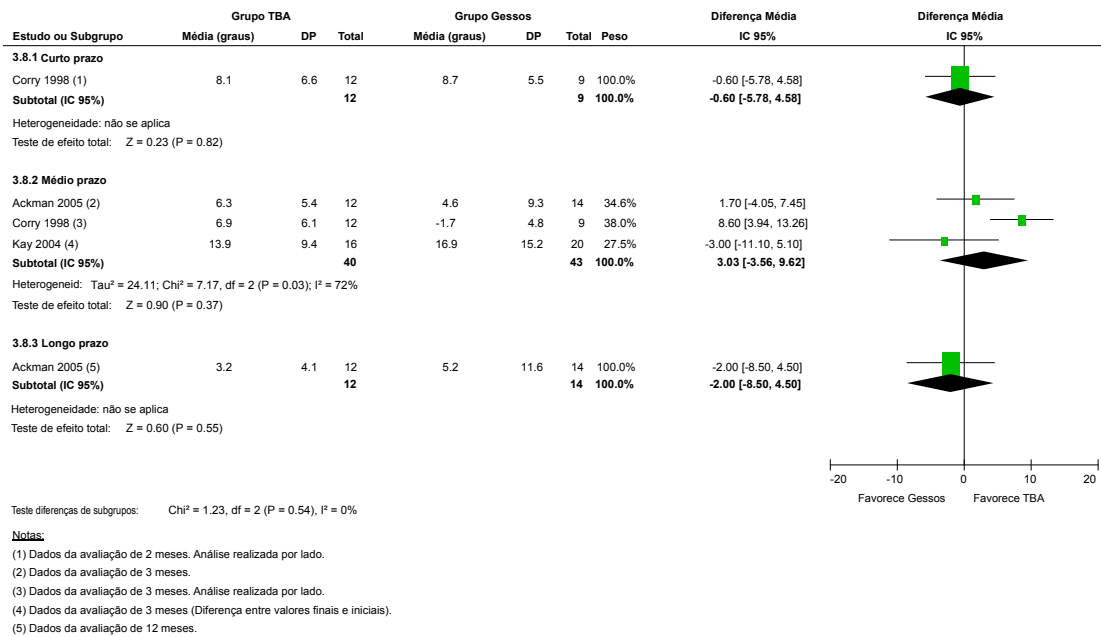 Grupo TBA Grupo Gessos Diferença Média Diferença Média
Estudo ou Subgrupo Média (graus) DP Total Média (graus) DP Total Peso IC 95% IC 95%
3.8.1 Curto prazo
Corry 1998 (1) 8.1 6.6 12 8.7 5.5 9 100.0% -0.60 [-5.78, 4.58]
Subtotal (IC 95%) 12 9 100.0% -0.60 [-5.78, 4.58]
Heterogeneidade: não se aplica
Teste de efeito total: Z = 0.23 (P = 0.82)
3.8.2 Médio prazo
Ackman 2005 (2) 6.3 5.4 12 4.6 9.3 14 34.6% 1.70 [-4.05, 7.45]
Corry 1998 (3) 6.9 6.1 12 -1.7 4.8 9 38.0% 8.60 [3.94, 13.26]
Kay 2004 (4) 13.9 9.4 16 16.9 15.2 20 27.5% -3.00 [-11.10, 5.10]
Subtotal (IC 95%) 40 43 100.0% 3.03 [-3.56, 9.62]
Heterogeneid: Tau² = 24.11; Chi² = 7.17, df = 2 (P = 0.03); I² = 72%
Teste de efeito total: Z = 0.90 (P = 0.37)
3.8.3 Longo prazo
Ackman 2005 (5) 3.2 4.1 12 5.2 11.6 14 100.0% -2.00 [-8.50, 4.50]
Subtotal (IC 95%) 12 14 100.0% -2.00 [-8.50, 4.50]
Heterogeneidade: não se aplica
Teste de efeito total: Z = 0.60 (P = 0.55)
-20 -10 0 10 20
Favorece Gessos Favorece TBA
Teste diferenças de subgrupos: Chi² = 1.23, df = 2 (P = 0.54), I² = 0%
Notas:
(1) Dados da avaliação de 2 meses. Análise realizada por lado.
(2) Dados da avaliação de 3 meses.
(3) Dados da avaliação de 3 meses. Análise realizada por lado.
(4) Dados da avaliação de 3 meses (Diferença entre valores finais e iniciais).
(5) Dados da avaliação de 12 meses.